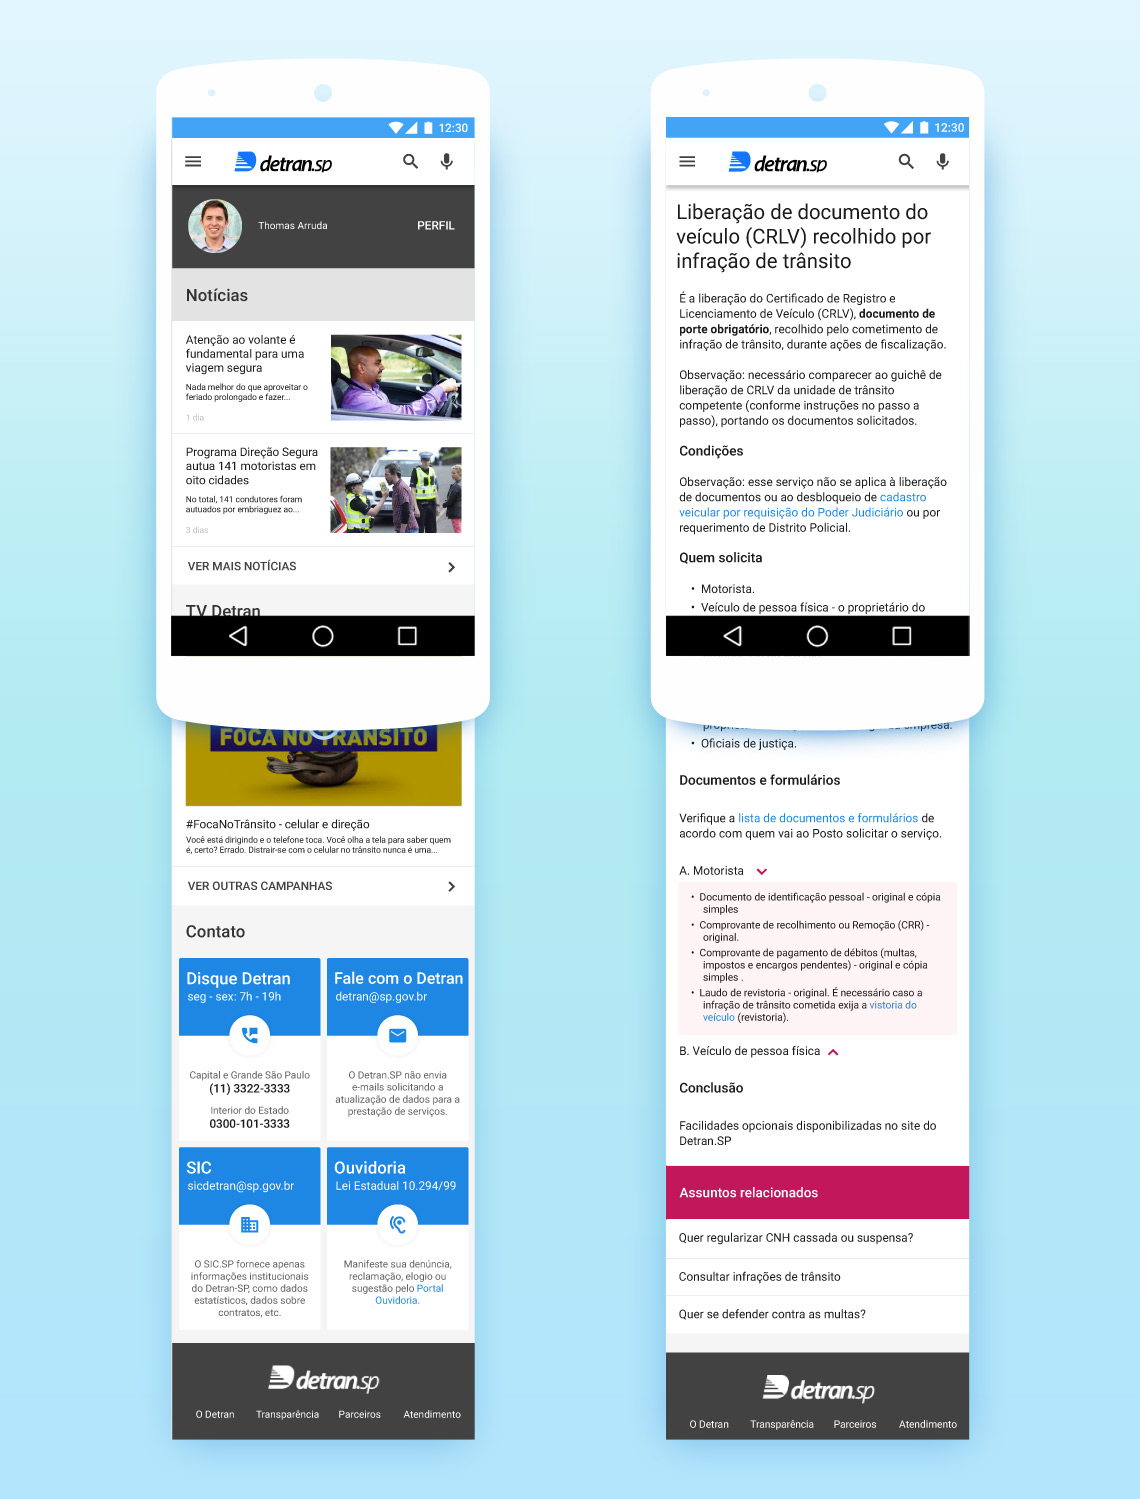 12:30
detran.sp
Thomas Arruda
PERFIL
Notícias
Atenção ao volante é
fundamental para uma
viagem segura
Nada melhor do que aproveitar o
feriado prolongado e fazer...
1 dia
Programa Direção Segura
autua 141 motoristas em
oito cidades
No total, 141 condutores foram
autuados por embriaguez ao...
3 dias
VER MAIS NOTÍCIAS
TV Detran
FOCA NO TRÂNSITO
#FocaNoTrânsito - celular e direção
Você está dirigindo e o telefone toca. Você olha a tela para saber quem
é, certo? Errado. Distrair-se com o celular no trânsito nunca é uma...
VER OUTRAS CAMPANHAS
Contato
Disque Detran
seg - sex: 7h - 19h
Capital e Grande São Paulo
(11) 3322-3333
Interior do Estado
0300-101-3333
Fale com o Detran
detran@sp.gov.br
O Detran.SP não envia
e-mails solicitando a
atualização de dados para a
prestação de serviços.
SIC
sicdetran@sp.gov.br
O SIC.SP fornece apenas
informações institucionais
do Detran-SP, como dados
estatísticos, dados sobre
contratos, etc.
Ouvidoria
Lei Estadual 10.294/99
Manifeste sua denúncia,
reclamação, elogio ou
sugestão pelo Portal
Ouvidoria.
detran.sp
O Detran
Transparência
Parceiros
Atendimento
12:30
detran.sp
Liberação de documento do
veículo (CRLV) recolhido por
infração de trânsito
É a liberação do Certificado de Registro e
Licenciamento de Veículo (CRLV), documento de
porte obrigatório, recolhido pelo cometimento de
infração de trânsito, durante ações de fiscalização.
Observação: necessário comparecer ao guichê de
liberação de CRLV da unidade de trânsito
competente (conforme instruções no passo a
passo), portando os documentos solicitados.
Condições
Observação: esse serviço não se aplica à liberação
de documentos ou ao desbloqueio de cadastro
veicular por requisição do Poder Judiciário ou por
requerimento de Distrito Policial.
Quem solicita
• Motorista.
• Veículo de pessoa física - o proprietário do
empresa.
• Oficiais de justiça.
Documentos e formulários
Verifique a lista de documentos e formulários de
acordo com quem vai ao Posto solicitar o serviço.
A. Motorista
• Documento de identificação pessoal - original e cópia
simples
• Comprovante de recolhimento ou Remoção (CRR) -
original.
• Comprovante de pagamento de débitos (multas,
impostos e encargos pendentes) - original e cópia
simples .
• Laudo de revistoria - original. É necessário caso a
infração de trânsito cometida exija a vistoria do
veículo (revistoria).
B. Veículo de pessoa física
Conclusão
Facilidades opcionais disponibilizadas no site do
Detran.SP
Assuntos relacionados
Quer regularizar CNH cassada ou suspensa?
Consultar infrações de trânsito
Quer se defender contra as multas?
detran.sp
O Detran
Transparência
Parceiros
Atendimento